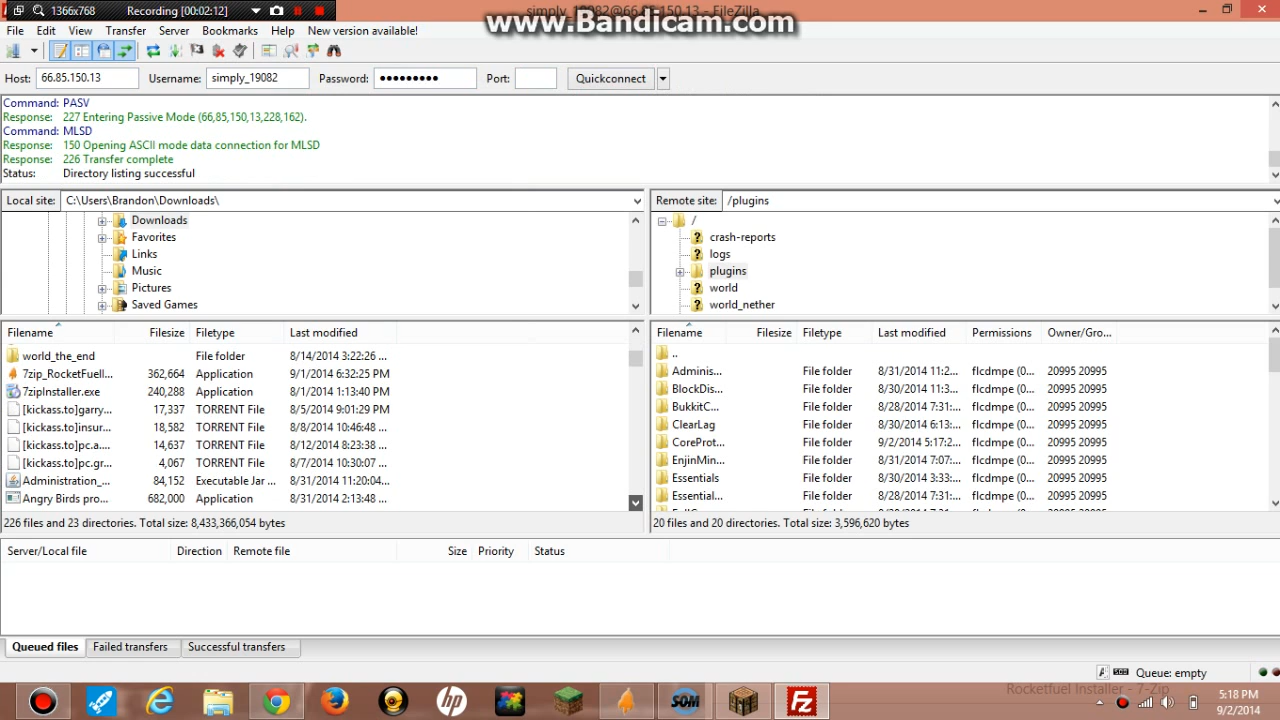 1366x768 Recording [00:02:12]
simply_19082@66.85.150.13 - FileZilla
www.Bandicam.com
File Edit View Transfer Server Bookmarks Help New version available!
Host: 66.85.150.13 Username: simply_19082 Password: ●●●●●●●●● Port: Quickconnect
Command: PASV
Response: 227 Entering Passive Mode (66,85,150,13,228,162).
Command: MLSD
Response: 150 Opening ASCII mode data connection for MLSD
Response: 226 Transfer complete
Status: Directory listing successful
Local site: C:\Users\Brandon\Downloads\
Downloads
Favorites
Links
Music
Pictures
Saved Games
Remote site: /plugins
/
crash-reports
logs
plugins
world
world_nether
Filename Filesize Filetype Last modified
world_the_end File folder 8/14/2014 3:22:26 ...
7zip_RocketFuell... 362,664 Application 9/1/2014 6:32:25 PM
7zipInstaller.exe 240,288 Application 8/1/2014 1:13:40 PM
[kickass.to]garry... 17,337 TORRENT File 8/5/2014 9:01:29 PM
[kickass.to]insur... 18,582 TORRENT File 8/8/2014 10:46:48 ...
[kickass.to]pc.a.... 14,637 TORRENT File 8/12/2014 8:23:38 ...
[kickass.to]pc.gr... 4,067 TORRENT File 8/7/2014 10:30:07 ...
Administration_... 84,152 Executable Jar ... 8/31/2014 11:20:04...
Angry Birds pro... 682,000 Application 8/31/2014 2:13:48 ...
226 files and 23 directories. Total size: 8,433,366,054 bytes
Filename Filesize Filetype Last modified Permissions Owner/Gro...
..
Adminis... File folder 8/31/2014 11:2... flcdmpe (0... 20995 20995
BlockDis... File folder 8/30/2014 11:3... flcdmpe (0... 20995 20995
BukkitC... File folder 8/28/2014 7:31:... flcdmpe (0... 20995 20995
ClearLag File folder 8/30/2014 6:13:... flcdmpe (0... 20995 20995
CoreProt... File folder 9/2/2014 5:17:2... flcdmpe (0... 20995 20995
EnjinMin... File folder 8/31/2014 7:07:... flcdmpe (0... 20995 20995
Essentials File folder 8/30/2014 3:33:... flcdmpe (0... 20995 20995
Essential... File folder 8/28/2014 7:31:... flcdmpe (0... 20995 20995
20 files and 20 directories. Total size: 3,596,620 bytes
Server/Local file Direction Remote file Size Priority Status
Queued files Failed transfers Successful transfers
Queue: empty
Rocketfuel Installer - 7-Zip
hp
SOM
Fz
5:18 PM
9/2/2014